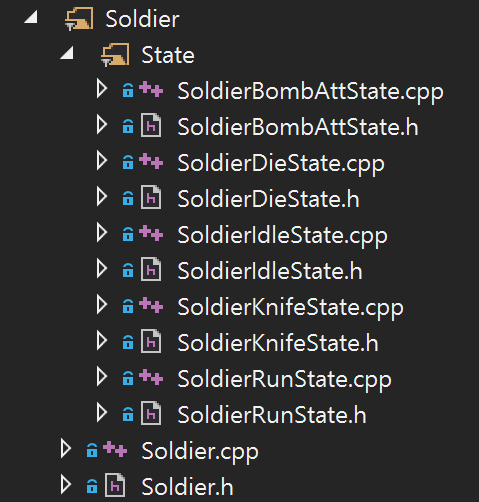 Soldier
State
SoldierBombAttState.cpp
SoldierBombAttState.h
SoldierDieState.cpp
SoldierDieState.h
SoldierIdleState.cpp
SoldierIdleState.h
SoldierKnifeState.cpp
SoldierKnifeState.h
SoldierRunState.cpp
SoldierRunState.h
Soldier.cpp
Soldier.h